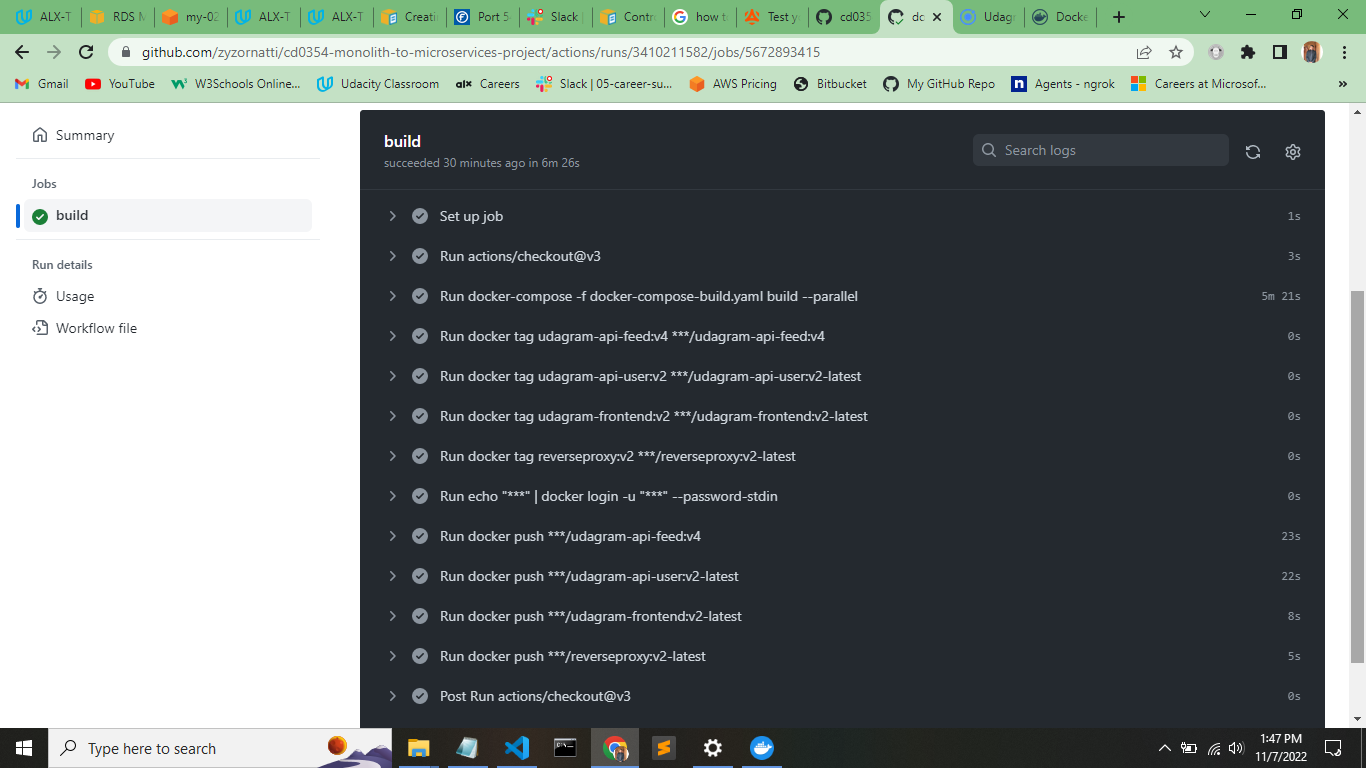 ALX-T
RDS M
my-02
ALX-T
ALX-T
Creatin
Port 5
Slack
Contr
how t
Test y
cd035
dc
Udagr
Docke
github.com/zyzornatti/cd0354-monolith-to-microservices-project/actions/runs/3410211582/jobs/5672893415
Gmail
YouTube
W3Schools Online...
Udacity Classroom
alx Careers
Slack | 05-career-su...
AWS Pricing
Bitbucket
My GitHub Repo
n Agents - ngrok
Careers at Microsof...
»
Summary
Jobs
build
Run details
Usage
Workflow file
build
succeeded 30 minutes ago in 6m 26s
Search logs
Set up job 1s
Run actions/checkout@v3 3s
Run docker-compose -f docker-compose-build.yaml build --parallel 5m 21s
Run docker tag udagram-api-feed:v4 ***/udagram-api-feed:v4 0s
Run docker tag udagram-api-user:v2 ***/udagram-api-user:v2-latest 0s
Run docker tag udagram-frontend:v2 ***/udagram-frontend:v2-latest 0s
Run docker tag reverseproxy:v2 ***/reverseproxy:v2-latest 0s
Run echo "***" | docker login -u "***" --password-stdin 0s
Run docker push ***/udagram-api-feed:v4 23s
Run docker push ***/udagram-api-user:v2-latest 22s
Run docker push ***/udagram-frontend:v2-latest 8s
Run docker push ***/reverseproxy:v2-latest 5s
Post Run actions/checkout@v3 0s
Type here to search
1:47 PM
11/7/2022